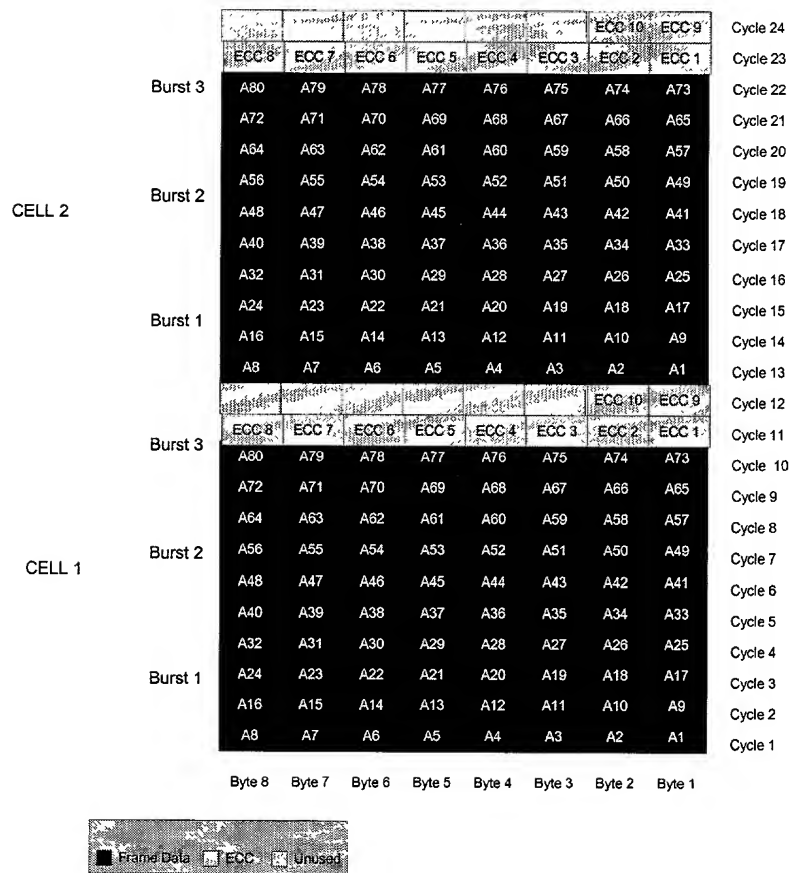 ECC 10 ECC 9 Cycle 24
ECC 8 ECC 7 ECC 6 ECC 5 ECC 4 ECC 3 ECC 2 ECC 1 Cycle 23
Burst 3 A80 A79 A78 A77 A76 A75 A74 A73 Cycle 22
A72 A71 A70 A69 A68 A67 A66 A65 Cycle 21
A64 A63 A62 A61 A60 A59 A58 A57 Cycle 20
Burst 2 A56 A55 A54 A53 A52 A51 A50 A49 Cycle 19
CELL 2 A48 A47 A46 A45 A44 A43 A42 A41 Cycle 18
A40 A39 A38 A37 A36 A35 A34 A33 Cycle 17
A32 A31 A30 A29 A28 A27 A26 A25 Cycle 16
Burst 1 A24 A23 A22 A21 A20 A19 A18 A17 Cycle 15
A16 A15 A14 A13 A12 A11 A10 A9 Cycle 14
A8 A7 A6 A5 A4 A3 A2 A1 Cycle 13
ECC 10 ECC 9 Cycle 12
ECC 8 ECC 7 ECC 6 ECC 5 ECC 4 ECC 3 ECC 2 ECC 1 Cycle 11
Burst 3 A80 A79 A78 A77 A76 A75 A74 A73 Cycle 10
A72 A71 A70 A69 A68 A67 A66 A65 Cycle 9
A64 A63 A62 A61 A60 A59 A58 A57 Cycle 8
Burst 2 A56 A55 A54 A53 A52 A51 A50 A49 Cycle 7
CELL 1 A48 A47 A46 A45 A44 A43 A42 A41 Cycle 6
A40 A39 A38 A37 A36 A35 A34 A33 Cycle 5
A32 A31 A30 A29 A28 A27 A26 A25 Cycle 4
Burst 1 A24 A23 A22 A21 A20 A19 A18 A17 Cycle 3
A16 A15 A14 A13 A12 A11 A10 A9 Cycle 2
A8 A7 A6 A5 A4 A3 A2 A1 Cycle 1
Byte 8 Byte 7 Byte 6 Byte 5 Byte 4 Byte 3 Byte 2 Byte 1
Frame Data ECC Unused